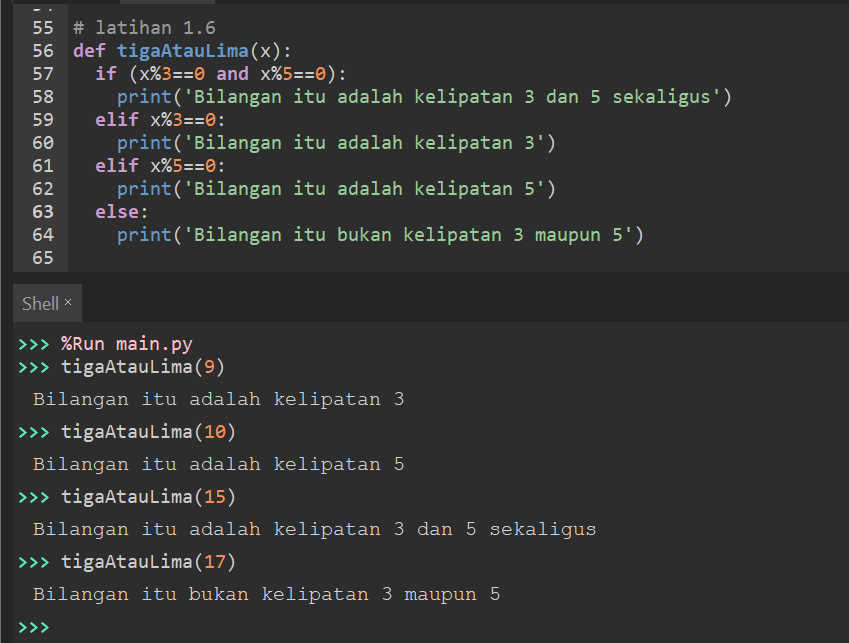 55 # latihan 1.6
56 def tigaAtauLima(x):
57   if (x%3==0 and x%5==0):
58     print('Bilangan itu adalah kelipatan 3 dan 5 sekaligus')
59   elif x%3==0:
60     print('Bilangan itu adalah kelipatan 3')
61   elif x%5==0:
62     print('Bilangan itu adalah kelipatan 5')
63   else:
64     print('Bilangan itu bukan kelipatan 3 maupun 5')
65
Shell ×
>>> %Run main.py
>>> tigaAtauLima(9)
Bilangan itu adalah kelipatan 3
>>> tigaAtauLima(10)
Bilangan itu adalah kelipatan 5
>>> tigaAtauLima(15)
Bilangan itu adalah kelipatan 3 dan 5 sekaligus
>>> tigaAtauLima(17)
Bilangan itu bukan kelipatan 3 maupun 5
>>>